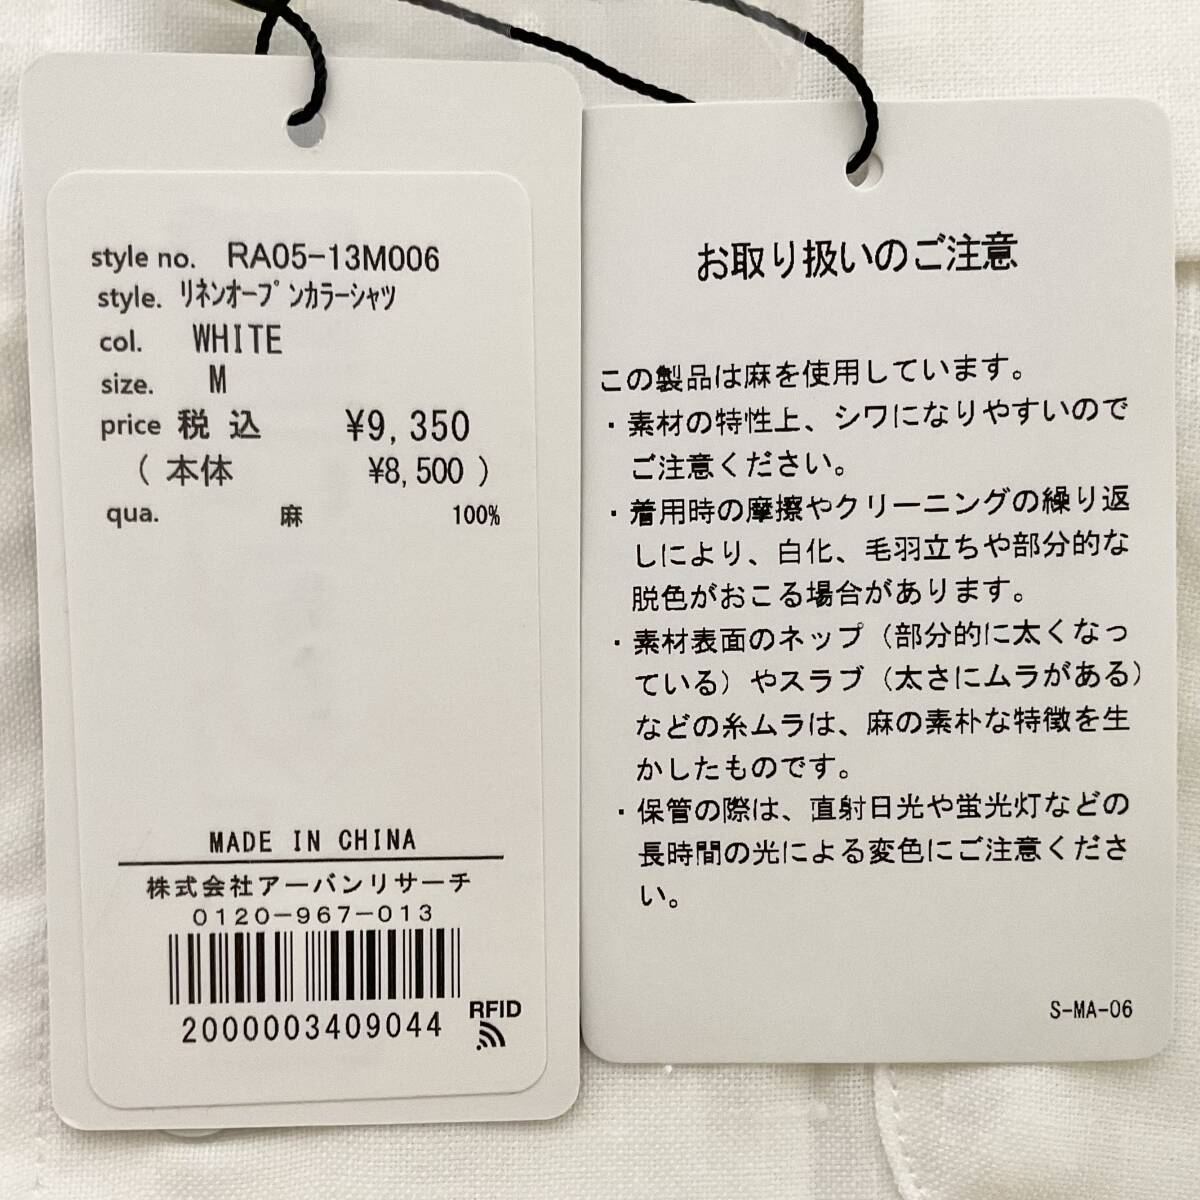 style no. RA05-13M006
style. ﾘﾈﾝｵｰﾌﾟﾝｶﾗｰｼｬﾂ
col. WHITE
size. M
price 税 込 ¥9,350
( 本体 ¥8,500 )
qua. 麻 100%
MADE IN CHINA
株式会社アーバンリサーチ
0120-967-013
2000003409044
RFID
お取り扱いのご注意
この製品は麻を使用しています。
・素材の特性上、シワになりやすいので
ご注意ください。
・着用時の摩擦やクリーニングの繰り返
しにより、白化、毛羽立ちや部分的な
脱色がおこる場合があります。
・素材表面のネップ（部分的に太くなっ
ている）やスラブ（太さにムラがある）
などの糸ムラは、麻の素朴な特徴を生
かしたものです。
・保管の際は、直射日光や蛍光灯などの
長時間の光による変色にご注意くださ
い。
S-MA-06